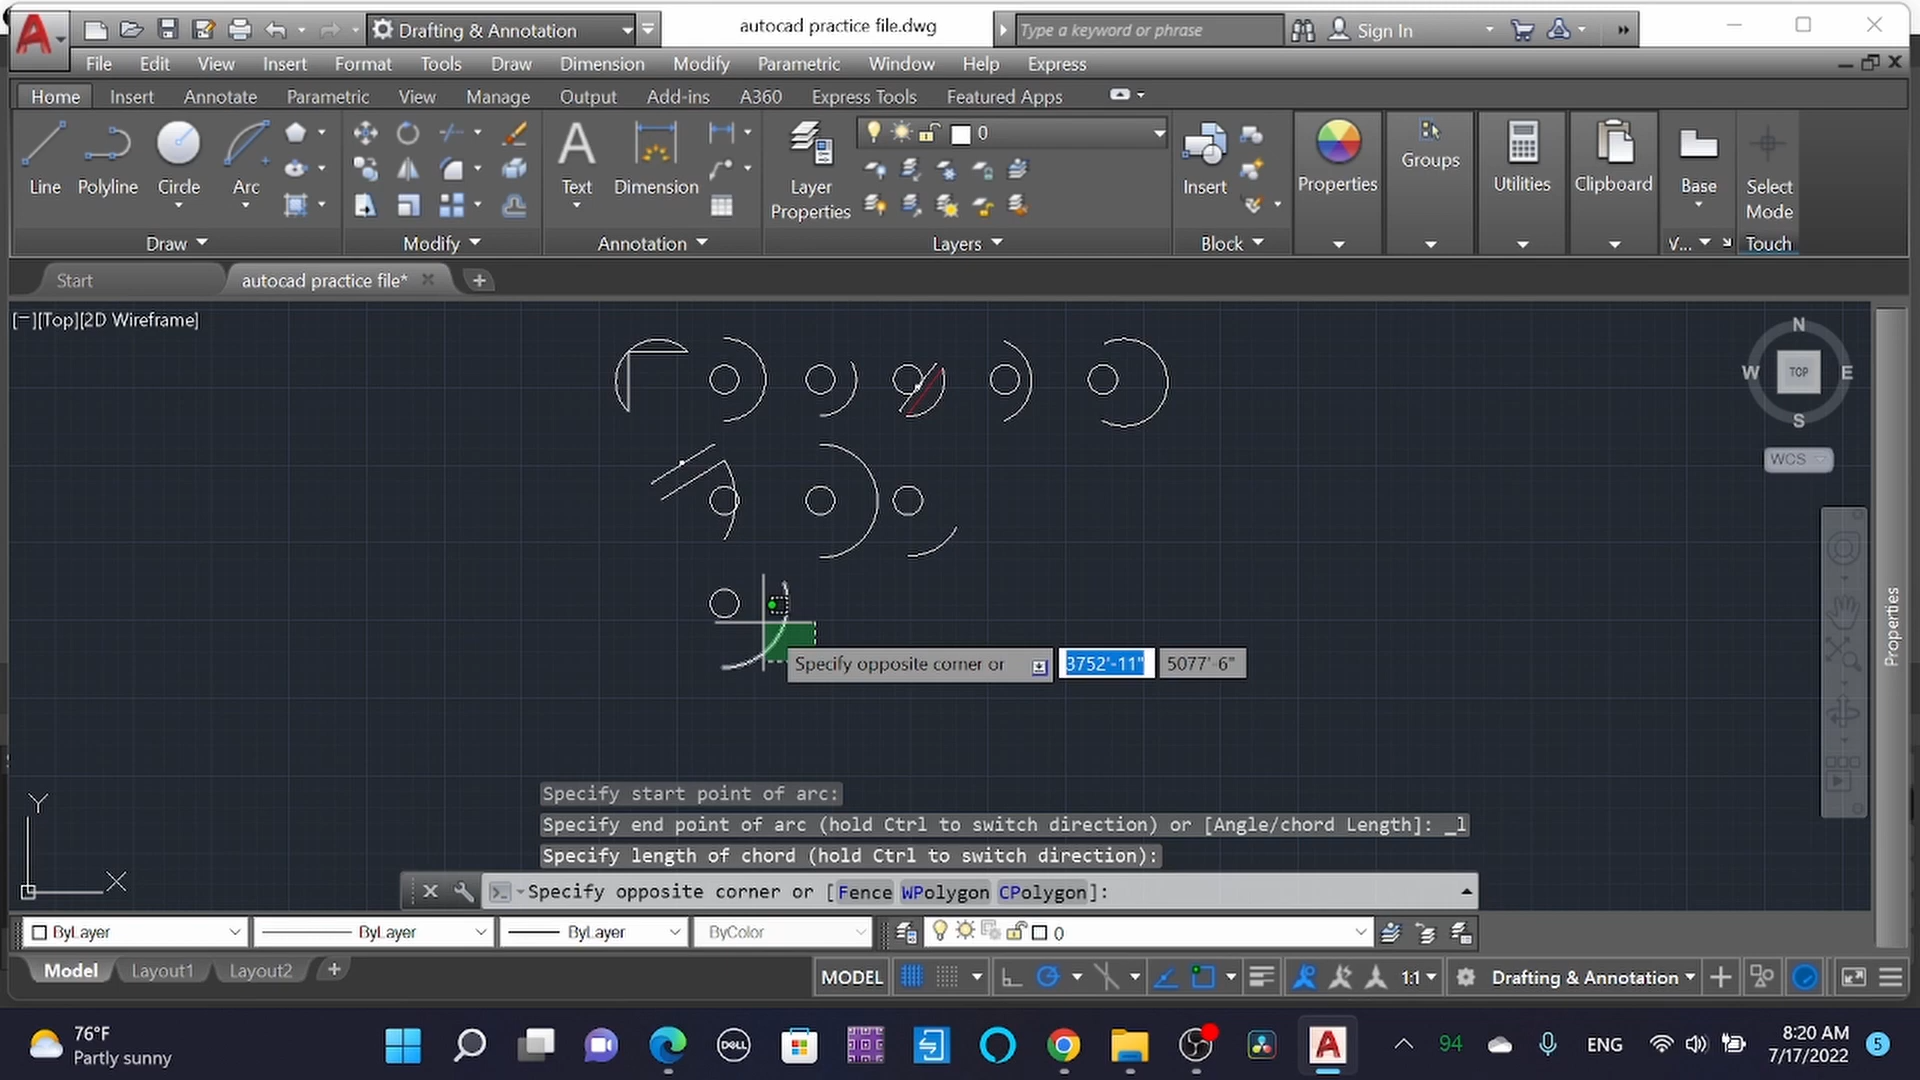 Drafting & Annotation
autocad practice file.dwg
Type a keyword or phrase
Sign In
File Edit View Insert Format Tools Draw Dimension Modify Parametric Window Help Express
Home Insert Annotate Parametric View Manage Output Add-ins A360 Express Tools Featured Apps
0
Line Polyline Circle Arc
Text Dimension
Layer Properties
Insert
Properties
Groups
Utilities
Clipboard
Base
Select Mode
Draw Modify Annotation Layers Block V... Touch
Start autocad practice file*
[−][Top][2D Wireframe]
N
W TOP E
S
WCS
Properties
Specify opposite corner or 3752'-11" 5077'-6"
Y
X
Specify start point of arc:
Specify end point of arc (hold Ctrl to switch direction) or [Angle/chord Length]: _l
Specify length of chord (hold Ctrl to switch direction):
Specify opposite corner or [Fence WPolygon CPolygon]:
ByLayer ByLayer ByLayer ByColor 0
Model Layout1 Layout2
MODEL 1:1 Drafting & Annotation
76°F
Partly sunny
DELL
94
ENG
8:20 AM
7/17/2022
5